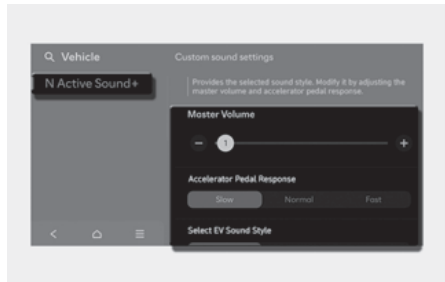 Vehicle
Custom sound settings
N Active Sound+
Provides the selected sound style. Modify it by adjusting the
master volume and accelerator pedal response.
Master Volume
1
Accelerator Pedal Response
Slow Normal Fast
Select EV Sound Style